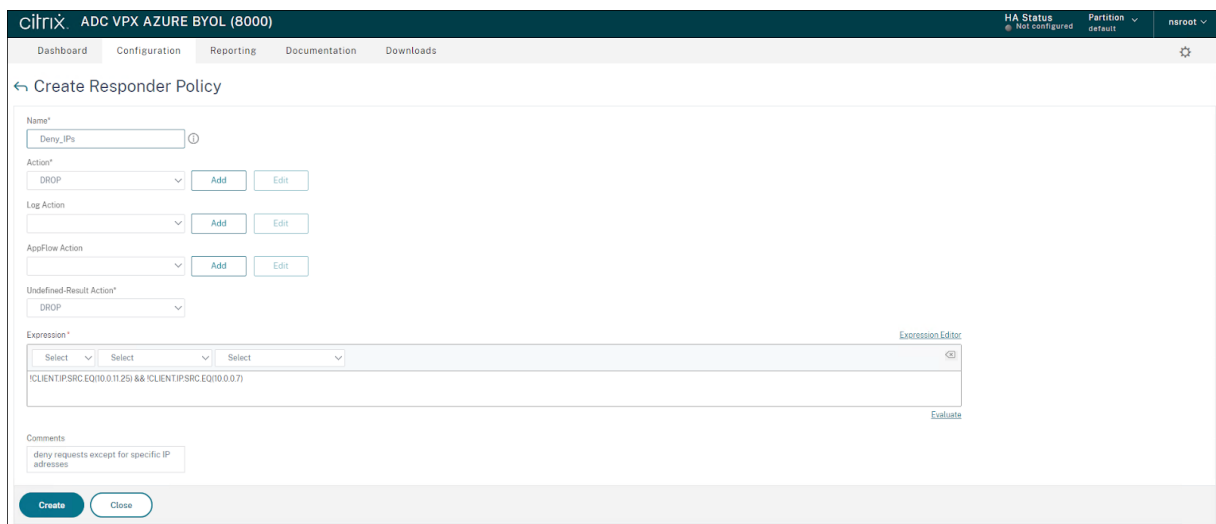 citrix. ADC VPX AZURE BYOL (8000)
HA Status
Not configured
Partition
default
nsroot
Dashboard Configuration Reporting Documentation Downloads
Create Responder Policy
Name*
Deny_IPs
Action*
DROP Add Edit
Log Action
Add Edit
AppFlow Action
Add Edit
Undefined-Result Action*
DROP
Expression* Expression Editor
Select Select Select
!CLIENT.IP.SRC.EQ(10.0.11.25) && !CLIENT.IP.SRC.EQ(10.0.0.7)
Evaluate
Comments
deny requests except for specific IP
adresses
Create Close